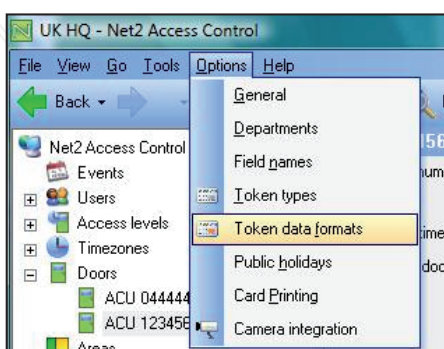 UK HQ - Net2 Access Control
File View Go Tools Options Help
Back
General
Departments
Field names
Token types
Token data formats
Public holidays
Card Printing
Camera integration
Net2 Access Control
Events
Users
Access levels
Timezones
Doors
ACU 044444
ACU 123456
Areas